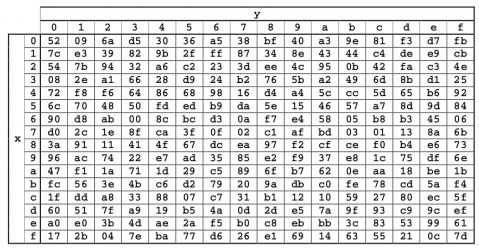 y
0 1 2 3 4 5 6 7 8 9 a b c d e f
0 52 09 6a d5 30 36 a5 38 bf 40 a3 9e 81 f3 d7 fb
1 7c e3 39 82 9b 2f ff 87 34 8e 43 44 c4 de e9 cb
2 54 7b 94 32 a6 c2 23 3d ee 4c 95 0b 42 fa c3 4e
3 08 2e a1 66 28 d9 24 b2 76 5b a2 49 6d 8b d1 25
4 72 f8 f6 64 86 68 98 16 d4 a4 5c cc 5d 65 b6 92
5 6c 70 48 50 fd ed b9 da 5e 15 46 57 a7 8d 9d 84
6 90 d8 ab 00 8c bc d3 0a f7 e4 58 05 b8 b3 45 06
7 d0 2c 1e 8f ca 3f 0f 02 c1 af bd 03 01 13 8a 6b
x
8 3a 91 11 41 4f 67 dc ea 97 f2 cf ce f0 b4 e6 73
9 96 ac 74 22 e7 ad 35 85 e2 f9 37 e8 1c 75 df 6e
a 47 f1 1a 71 1d 29 c5 89 6f b7 62 0e aa 18 be 1b
b fc 56 3e 4b c6 d2 79 20 9a db c0 fe 78 cd 5a f4
c 1f dd a8 33 88 07 c7 31 b1 12 10 59 27 80 ec 5f
d 60 51 7f a9 19 b5 4a 0d 2d e5 7a 9f 93 c9 9c ef
e a0 e0 3b 4d ae 2a f5 b0 c8 eb bb 3c 83 53 99 61
f 17 2b 04 7e ba 77 d6 26 e1 69 14 63 55 21 0c 7d